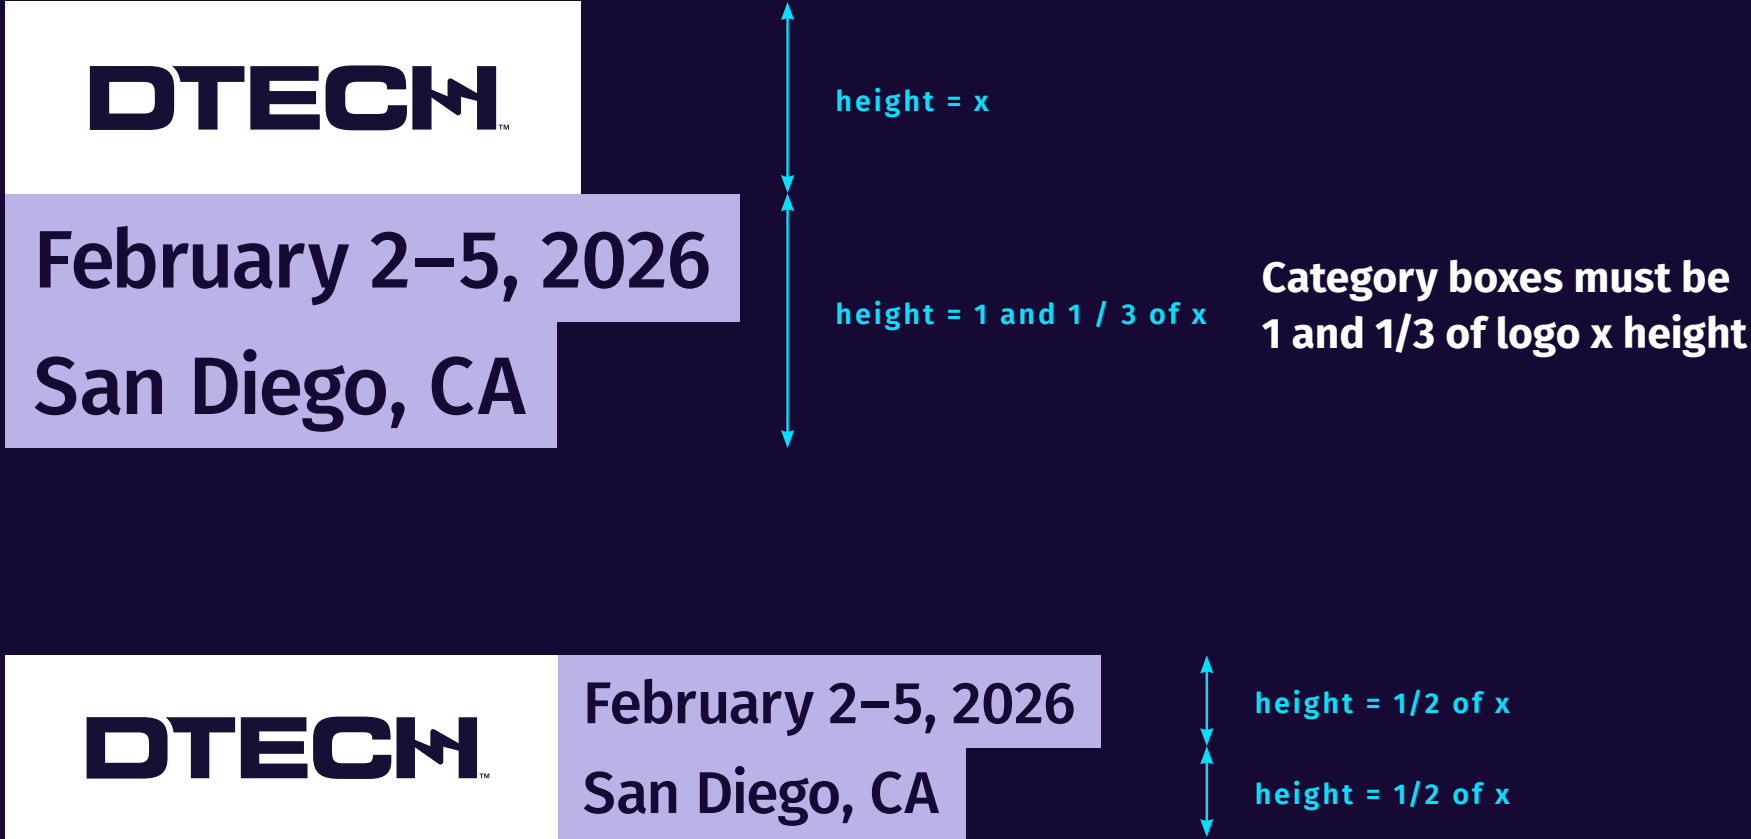 DTECH™
height = x
February 2–5, 2026
San Diego, CA
height = 1 and 1 / 3 of x
Category boxes must be
1 and 1/3 of logo x height
DTECH™
February 2–5, 2026
San Diego, CA
height = 1/2 of x
height = 1/2 of x